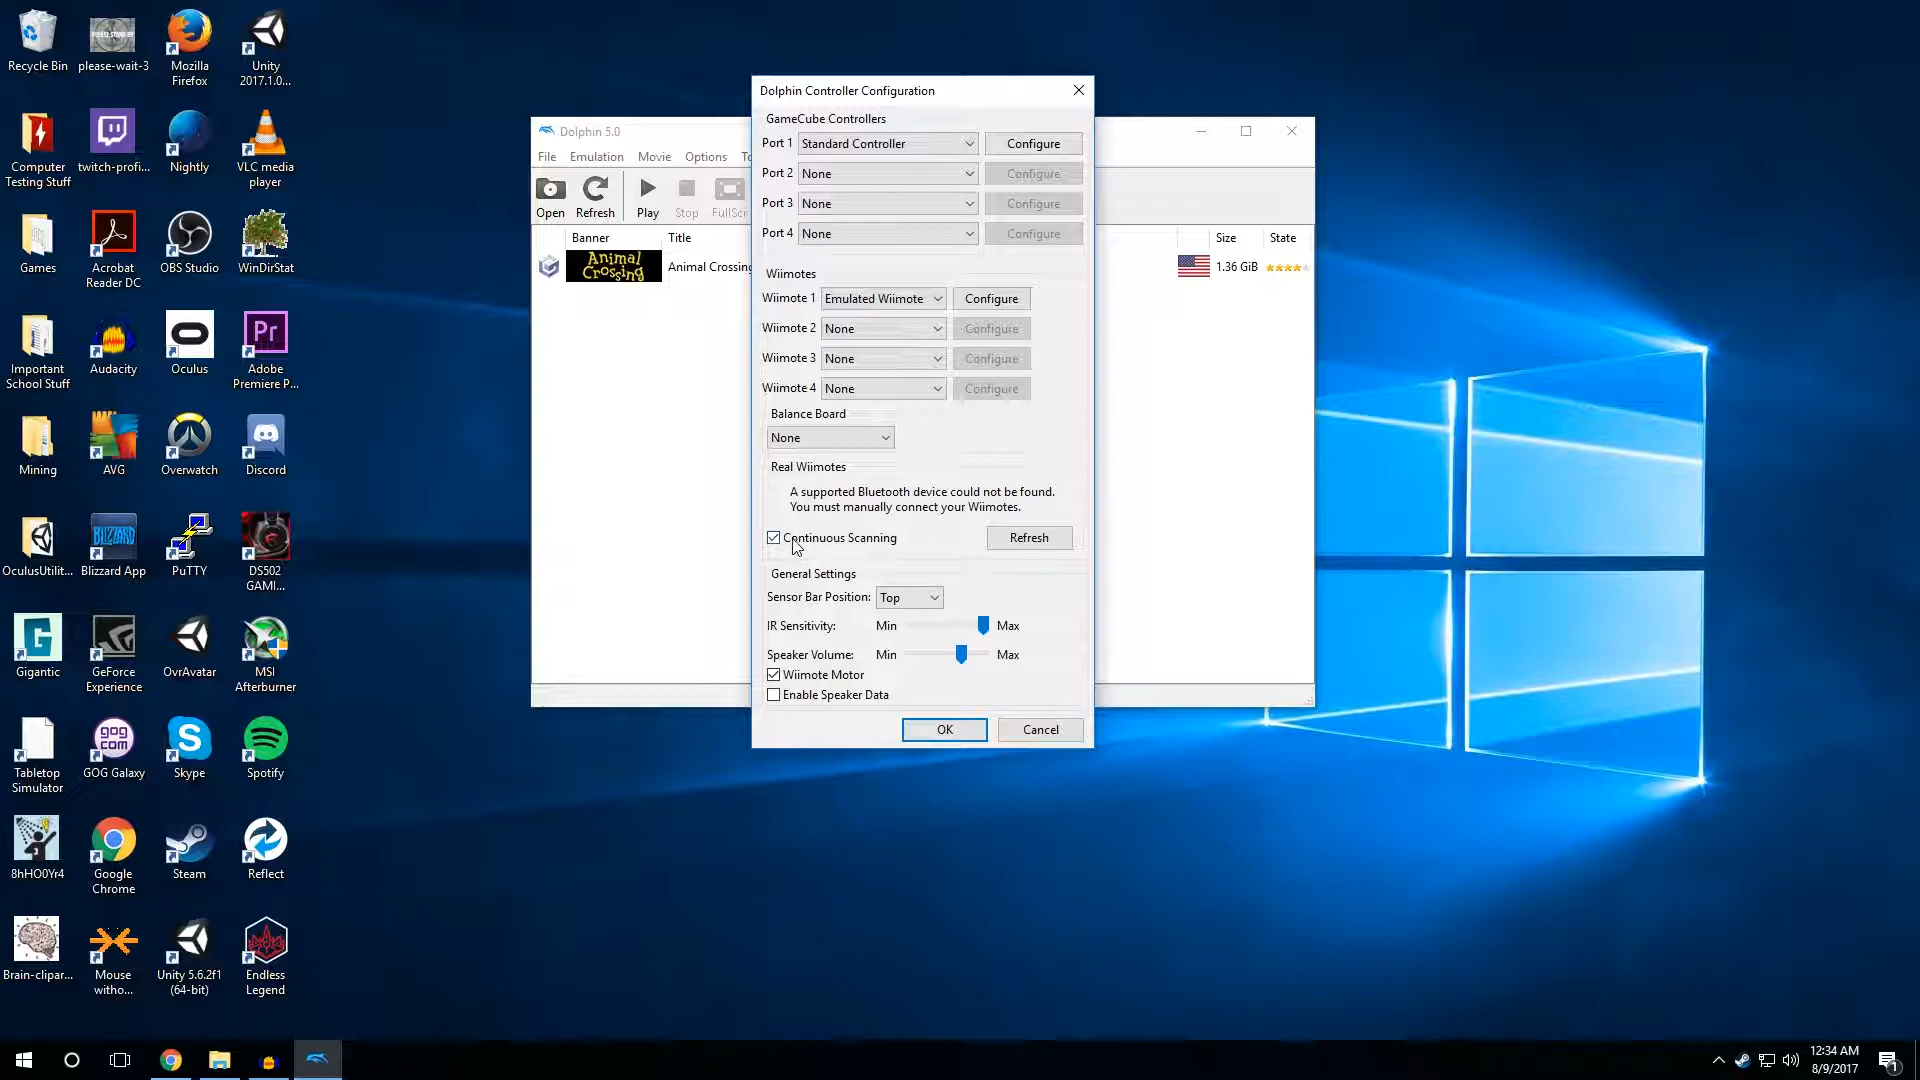 Recycle Bin
please-wait-3
Mozilla
Firefox
Unity
2017.1.0...
Computer
Testing Stuff
twitch-profi...
Nightly
VLC media
player
Games
Acrobat
Reader DC
OBS Studio
WinDirStat
Important
School Stuff
Audacity
Oculus
Pr
Adobe
Premiere P...
Mining
AVG
Overwatch
Discord
OculusUtilit...
BLIZZARD
Blizzard App
PuTTY
DS502
GAMI...
Gigantic
GeForce
Experience
OvrAvatar
MSI
Afterburner
Tabletop
Simulator
gog
com
GOG Galaxy
Skype
Spotify
8hHO0Yr4
Google
Chrome
Steam
Reflect
Brain-clipar...
Mouse
witho...
Unity 5.6.2f1
(64-bit)
Endless
Legend
Dolphin 5.0
File Emulation Movie Options To
Open Refresh Play Stop FullScr
Banner Title Size State
Animal
Crossing
Animal Crossing 1.36 GiB
Dolphin Controller Configuration
GameCube Controllers
Port 1 Standard Controller Configure
Port 2 None Configure
Port 3 None Configure
Port 4 None Configure
Wiimotes
Wiimote 1 Emulated Wiimote Configure
Wiimote 2 None Configure
Wiimote 3 None Configure
Wiimote 4 None Configure
Balance Board
None
Real Wiimotes
A supported Bluetooth device could not be found.
You must manually connect your Wiimotes.
Continuous Scanning Refresh
General Settings
Sensor Bar Position: Top
IR Sensitivity: Min Max
Speaker Volume: Min Max
Wiimote Motor
Enable Speaker Data
OK Cancel
12:34 AM
8/9/2017
1